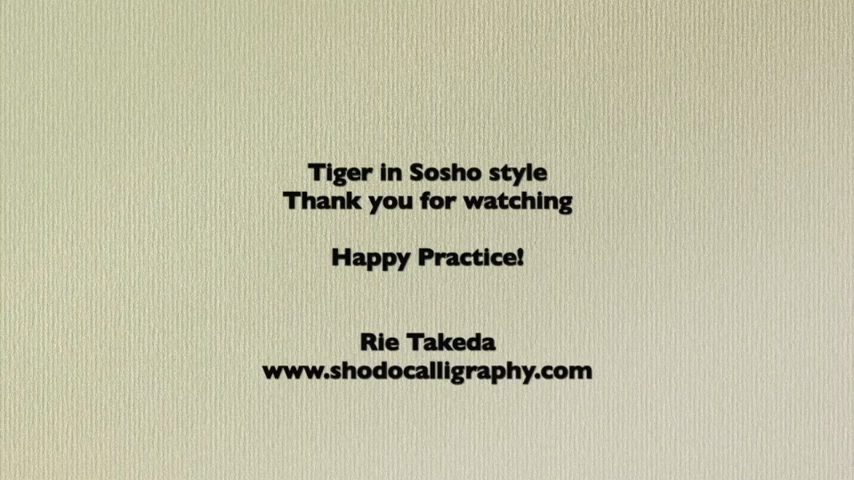 Tiger in Sosho style
Thank you for watching
Happy Practice!
Rie Takeda
www.shodocalligraphy.com